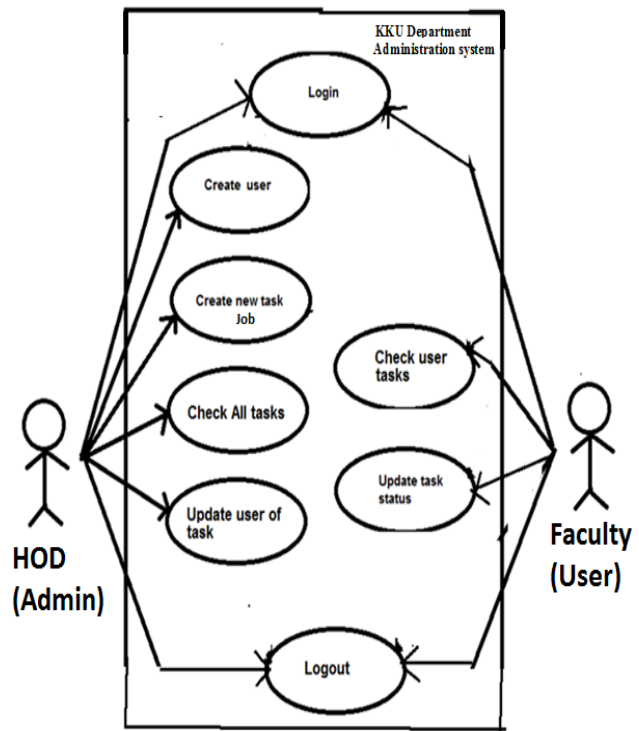 KKU Department
Administration system
Login
Create user
Create new task
Job
Check user
tasks
Check All tasks
Update task
status
Update user of
task
HOD
(Admin)
Faculty
(User)
Logout